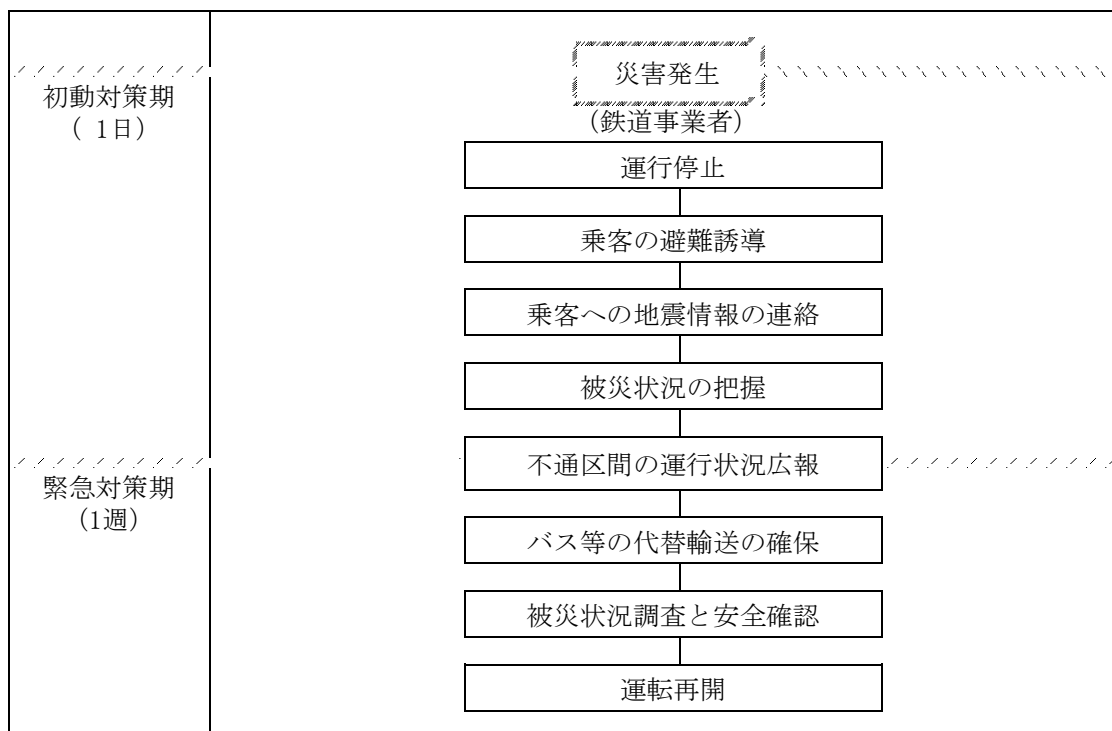 災害発生
初動対策期
( 1日)
(鉄道事業者)
運行停止
乗客の避難誘導
乗客への地震情報の連絡
被災状況の把握
不通区間の運行状況広報
緊急対策期
(1週)
バス等の代替輸送の確保
被災状況調査と安全確認
運転再開